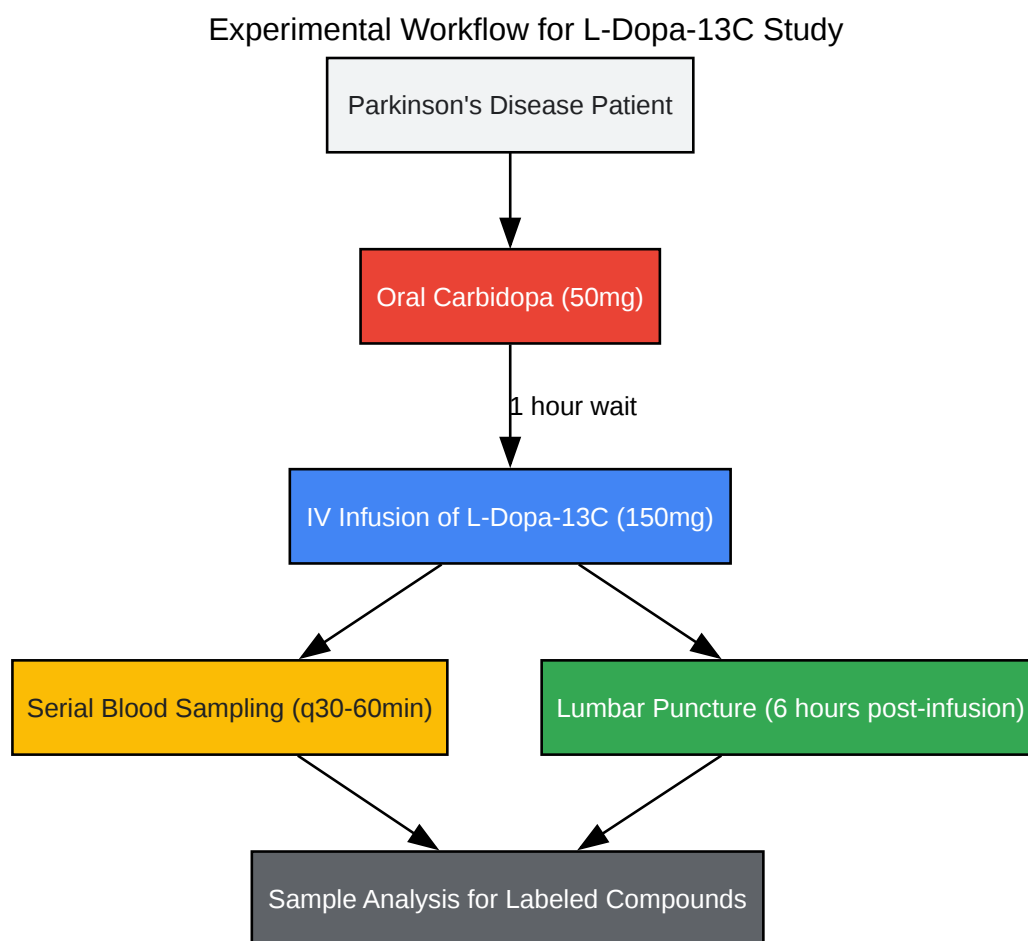 Experimental Workflow for L-Dopa-13C Study
Parkinson's Disease Patient
Oral Carbidopa (50mg)
1 hour wait
IV Infusion of L-Dopa-13C (150mg)
Serial Blood Sampling (q30-60min)
Lumbar Puncture (6 hours post-infusion)
Sample Analysis for Labeled Compounds